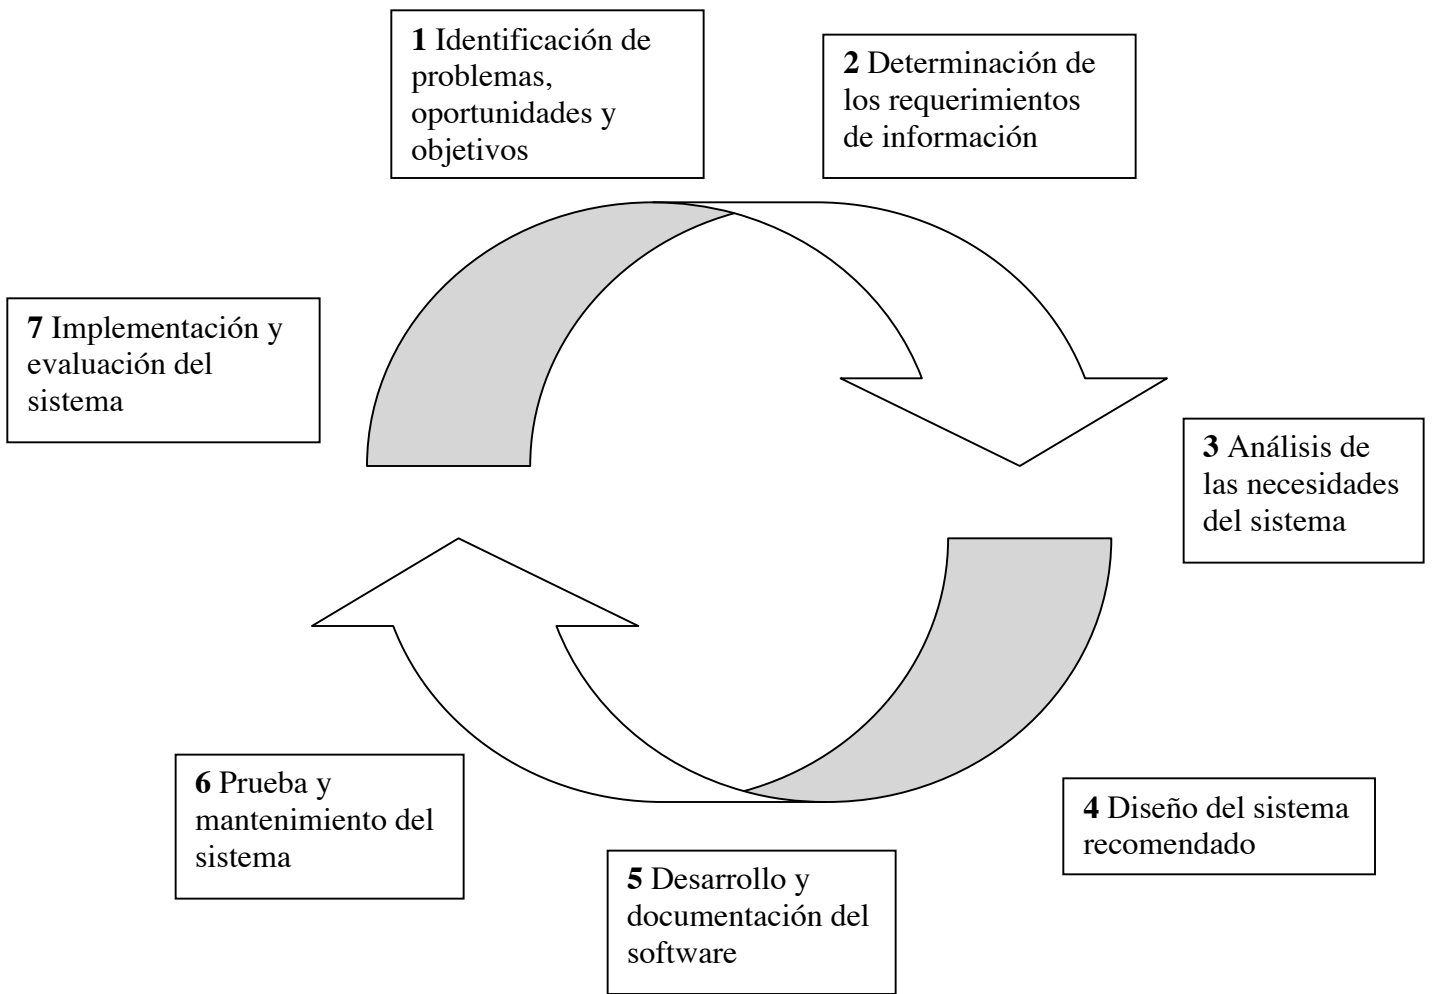 1 Identificación de
problemas,
oportunidades y
objetivos
2 Determinación de
los requerimientos
de información
3 Análisis de
las necesidades
del sistema
4 Diseño del sistema
recomendado
5 Desarrollo y
documentación del
software
6 Prueba y
mantenimiento del
sistema
7 Implementación y
evaluación del
sistema